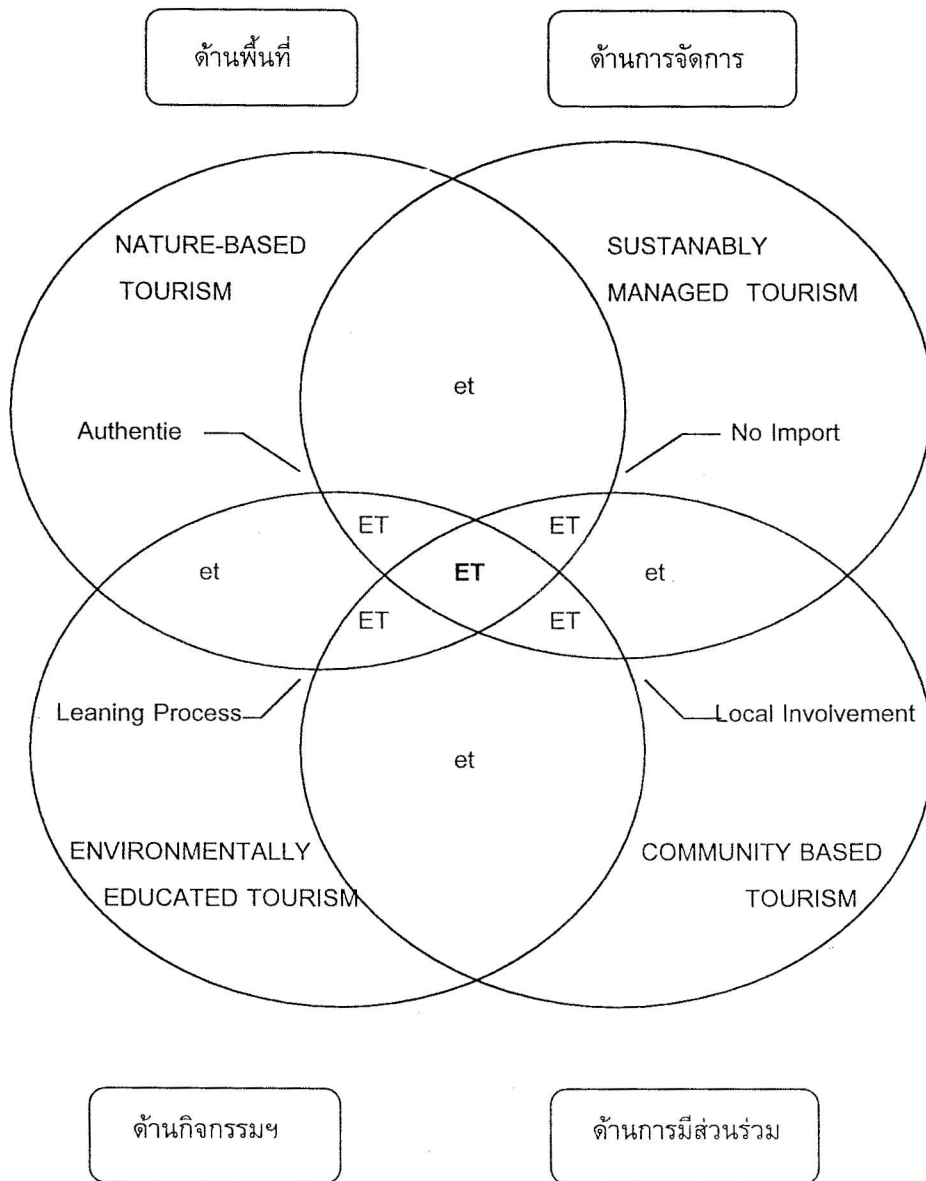 ด้านพื้นที่
ด้านการจัดการ
NATURE-BASED
TOURISM
SUSTANABLY
MANAGED TOURISM
et
Authentie
No Import
ET
ET
et
ET
et
ET
ET
Leaning Process
Local Involvement
et
ENVIRONMENTALLY
EDUCATED TOURISM
COMMUNITY BASED
TOURISM
ด้านกิจกรรมฯ
ด้านการมีส่วนร่วม